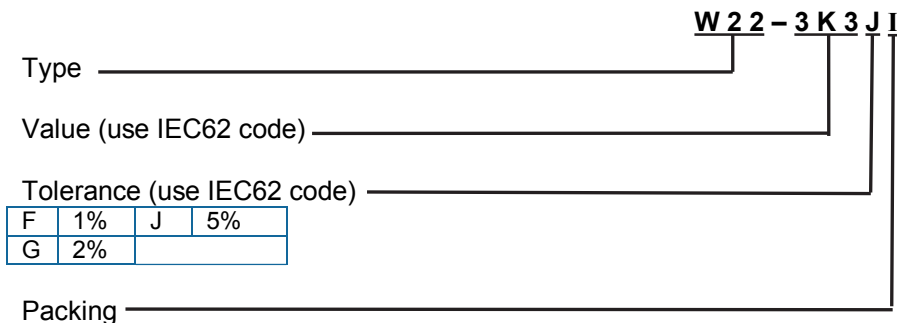 W22–3K3JI
Type
Value (use IEC62 code)
Tolerance (use IEC62 code)
F 1% J 5%
G 2%
Packing